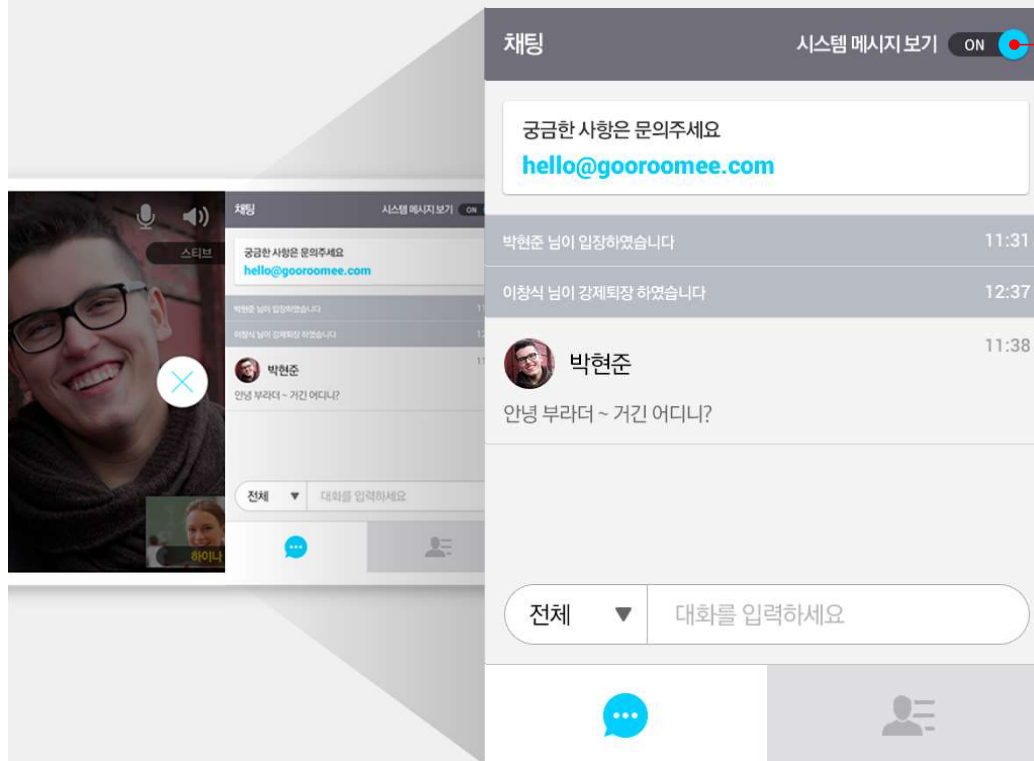 스티브
하이나
채팅
시스템 메시지 보기 ON
궁금한 사항은 문의주세요
hello@gooroomee.com
박현준 님이 입장하였습니다
11
이창식 님이 강제퇴장 하였습니다
12
박현준
11
안녕 부라더 ~ 거긴 어디니?
전체 ▼ 대화를 입력하세요
채팅
시스템 메시지 보기 ON
궁금한 사항은 문의주세요
hello@gooroomee.com
박현준 님이 입장하였습니다 11:31
이창식 님이 강제퇴장 하였습니다 12:37
박현준 11:38
안녕 부라더 ~ 거긴 어디니?
전체 ▼ 대화를 입력하세요